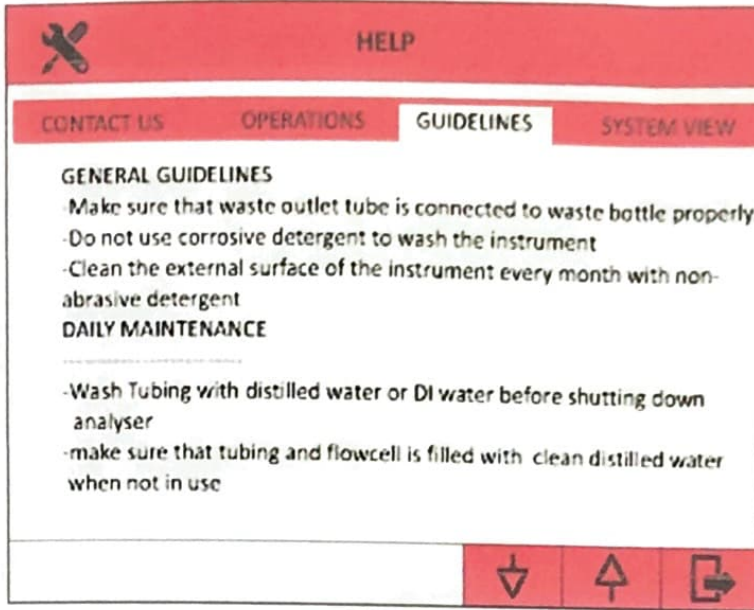 HELP
CONTACT US OPERATIONS GUIDELINES SYSTEM VIEW
GENERAL GUIDELINES
-Make sure that waste outlet tube is connected to waste bottle properly
-Do not use corrosive detergent to wash the instrument
-Clean the external surface of the instrument every month with non-
abrasive detergent
DAILY MAINTENANCE
-Wash Tubing with distilled water or DI water before shutting down
analyser
-make sure that tubing and flowcell is filled with clean distilled water
when not in use